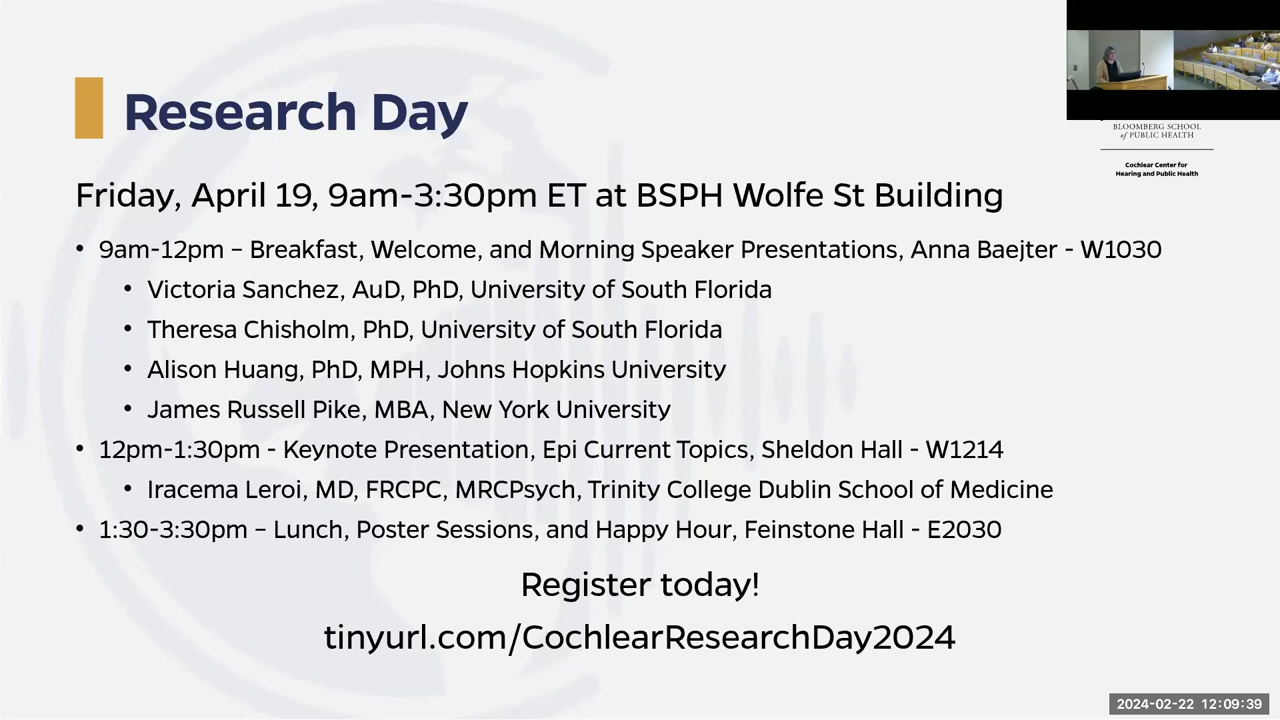 Research Day
BLOOMBERG SCHOOL
of PUBLIC HEALTH
Cochlear Center for
Hearing and Public Health
Friday, April 19, 9am-3:30pm ET at BSPH Wolfe St Building
• 9am-12pm – Breakfast, Welcome, and Morning Speaker Presentations, Anna Baejter - W1030
• Victoria Sanchez, AuD, PhD, University of South Florida
• Theresa Chisholm, PhD, University of South Florida
• Alison Huang, PhD, MPH, Johns Hopkins University
• James Russell Pike, MBA, New York University
• 12pm-1:30pm - Keynote Presentation, Epi Current Topics, Sheldon Hall - W1214
• Iracema Leroi, MD, FRCPC, MRCPsych, Trinity College Dublin School of Medicine
• 1:30-3:30pm – Lunch, Poster Sessions, and Happy Hour, Feinstone Hall - E2030
Register today!
tinyurl.com/CochlearResearchDay2024
2024-02-22 12:09:39